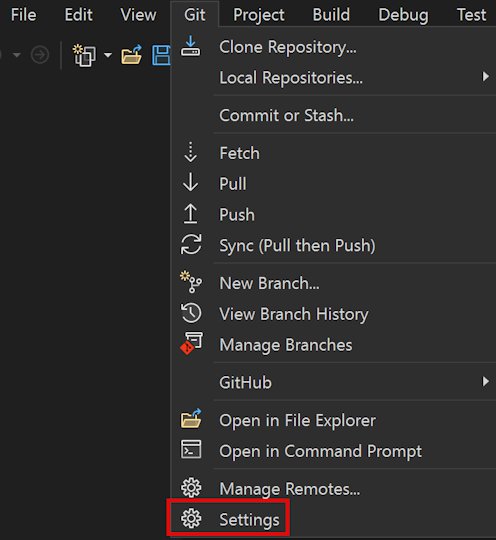 File Edit View Git Project Build Debug Test
Clone Repository...
Local Repositories...
Commit or Stash...
Fetch
Pull
Push
Sync (Pull then Push)
New Branch...
View Branch History
Manage Branches
GitHub
Open in File Explorer
Open in Command Prompt
Manage Remotes...
Settings